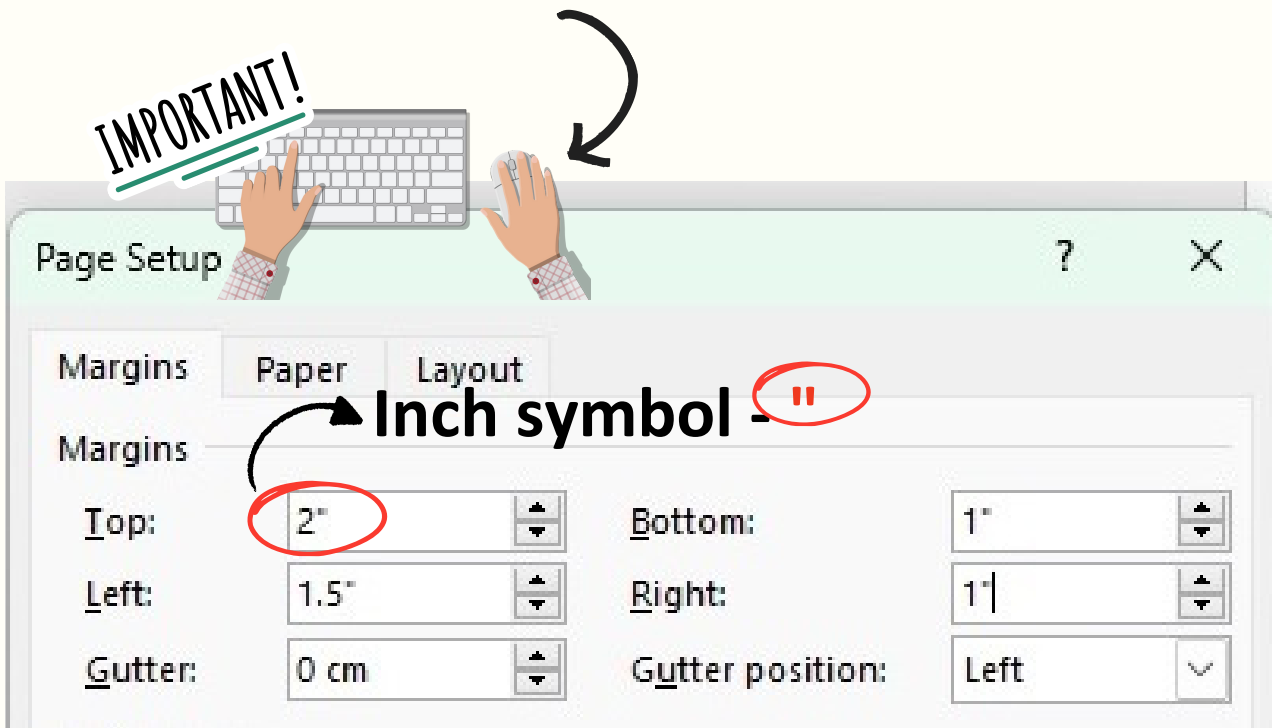 IMPORTANT!
Page Setup ?
Margins Paper Layout
Inch symbol - "
Margins
Top: 2" Bottom: 1"
Left: 1.5" Right: 1"
Gutter: 0 cm Gutter position: Left